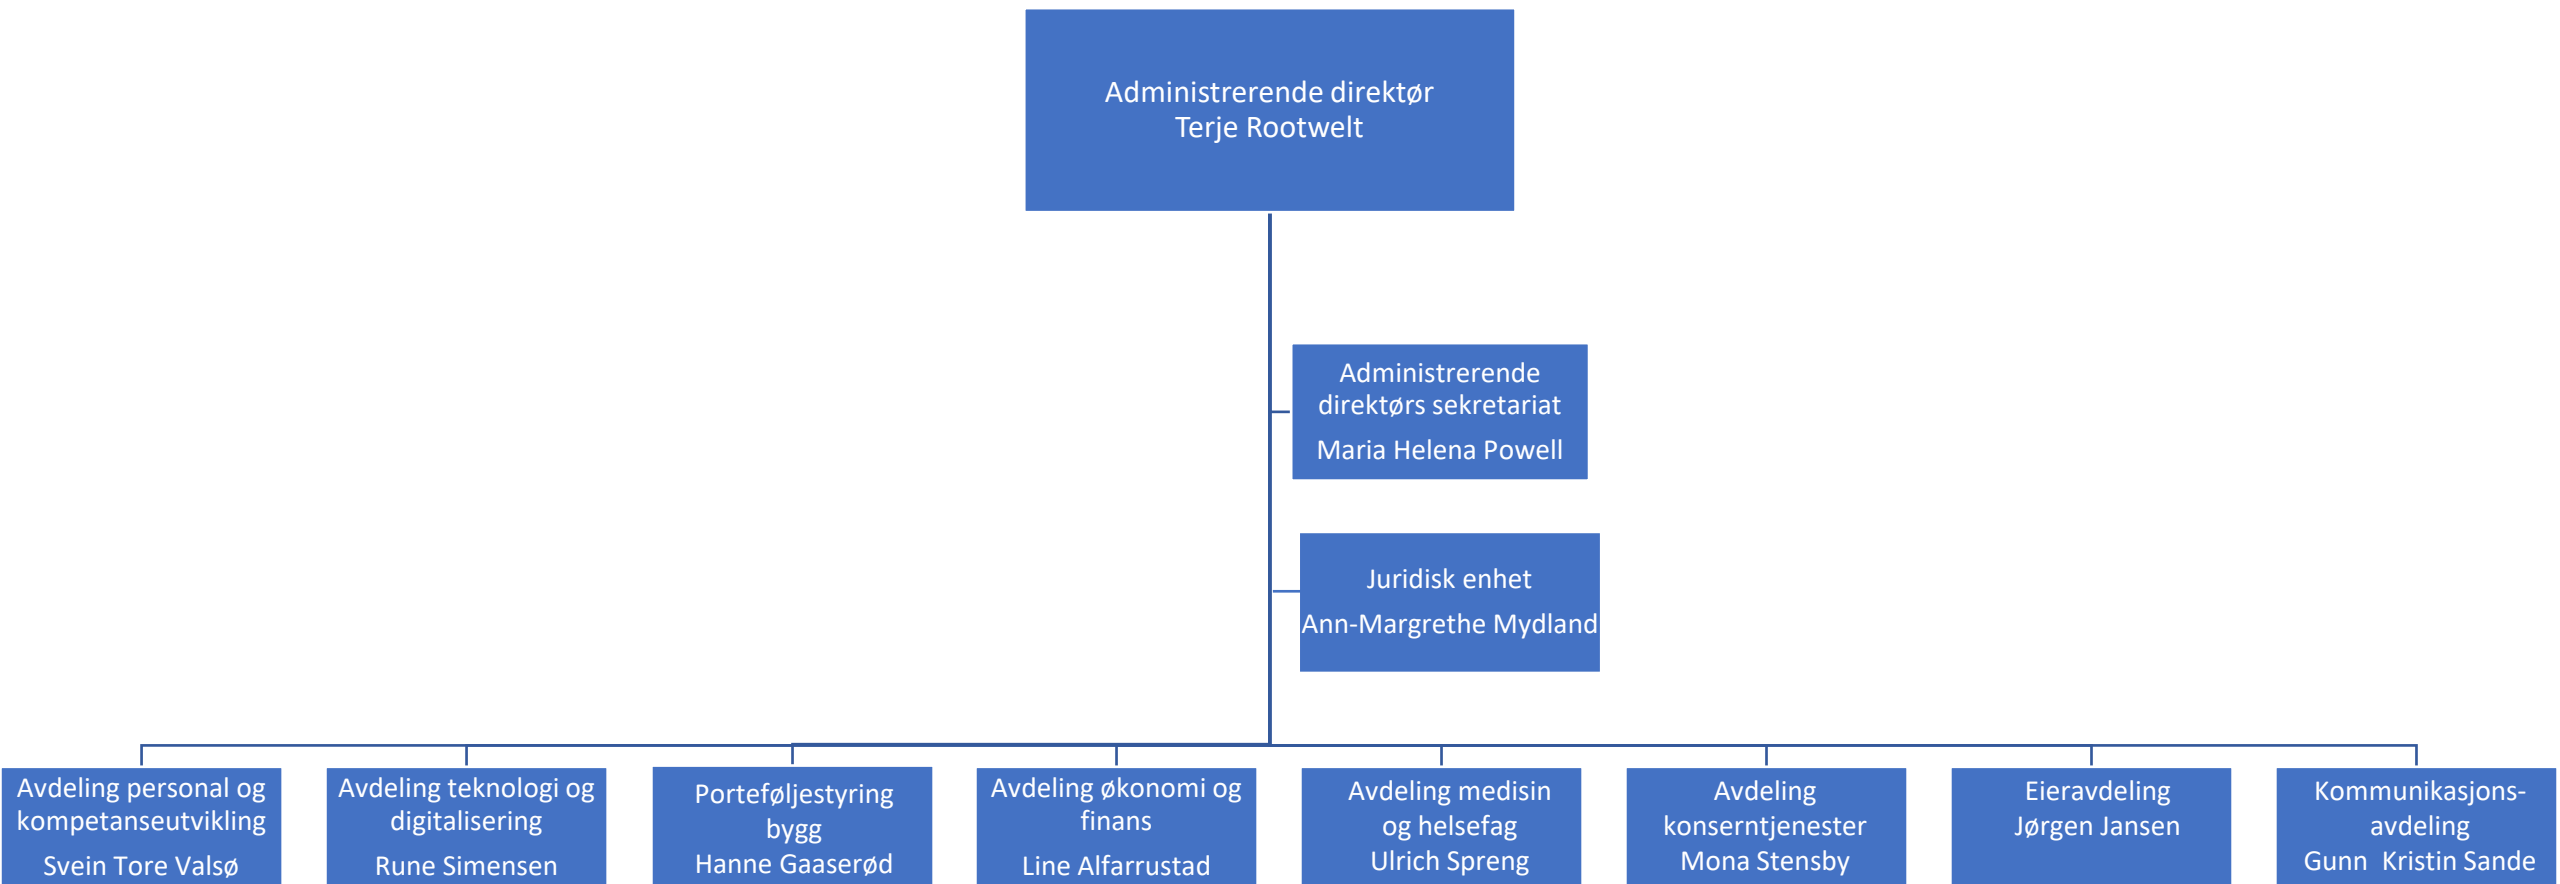 Administrerende direktør
Terje Rootwelt
Administrerende
direktørs sekretariat
Maria Helena Powell
Juridisk enhet
Ann-Margrethe Mydland
Avdeling personal og
kompetanseutvikling
Svein Tore Valsø
Avdeling teknologi og
digitalisering
Rune Simensen
Porteføljestyring
bygg
Hanne Gaaserød
Avdeling økonomi og
finans
Line Alfarrustad
Avdeling medisin
og helsefag
Ulrich Spreng
Avdeling
konserntjenester
Mona Stensby
Eieravdeling
Jørgen Jansen
Kommunikasjons-
avdeling
Gunn  Kristin Sande